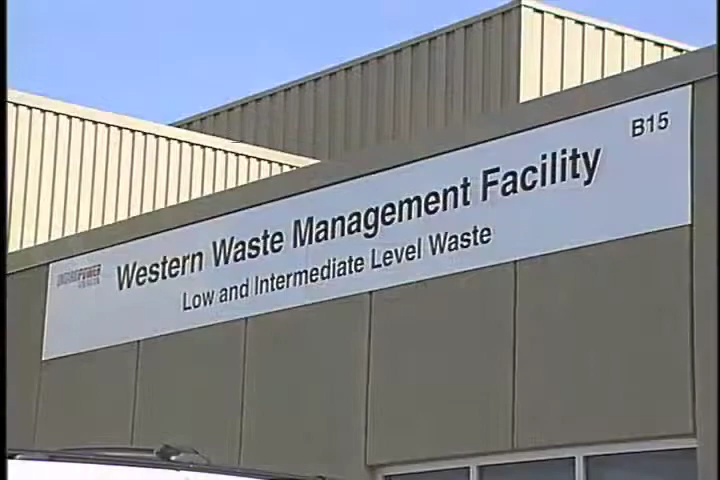 B15
Western Waste Management Facility
Low and Intermediate Level Waste